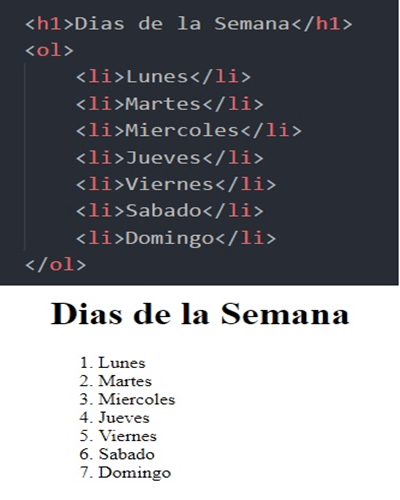 <h1>Dias de la Semana</h1>
<ol>
<li>Lunes</li>
<li>Martes</li>
<li>Miercoles</li>
<li>Jueves</li>
<li>Viernes</li>
<li>Sabado</li>
<li>Domingo</li>
</ol>
Dias de la Semana
1. Lunes
2. Martes
3. Miercoles
4. Jueves
5. Viernes
6. Sabado
7. Domingo